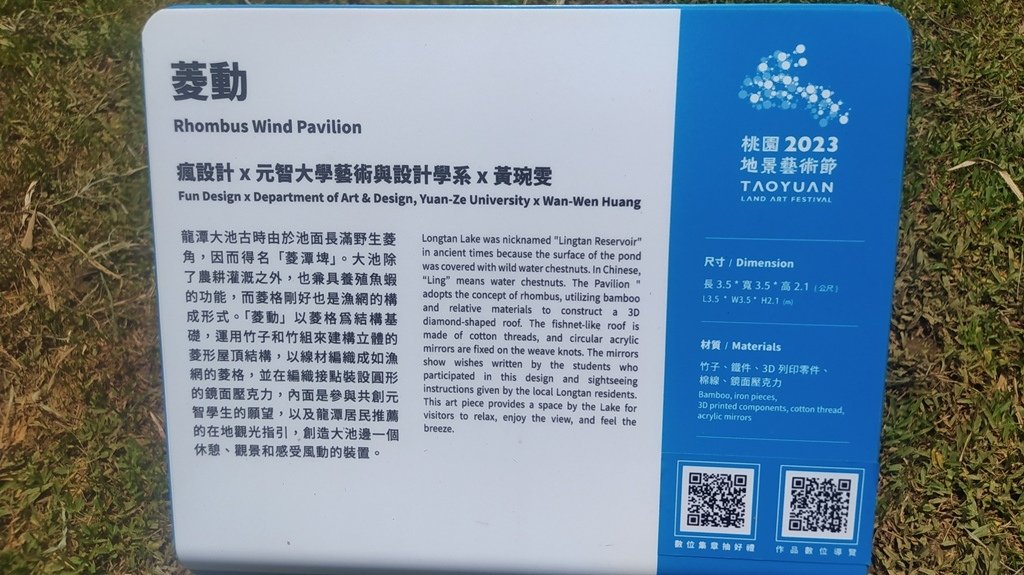 菱動
Rhombus Wind Pavilion
瘋設計 x 元智大學藝術與設計學系 x 黃琬雯
Fun Design x Department of Art & Design, Yuan-Ze University x Wan-Wen Huang
龍潭大池古時由於池面長滿野生菱
角，因而得名「菱潭埤」。大池除
了農耕灌溉之外，也兼具養殖魚蝦
的功能，而菱格剛好也是漁網的構
成形式。「菱動」以菱格為結構基
礎，運用竹子和竹組來建構立體的
菱形屋頂結構，以線材編織成如漁
網的菱格，並在編織接點裝設圓形
的鏡面壓克力，內面是參與共創元
智學生的願望，以及龍潭居民推薦
的在地觀光指引，創造大池邊一個
休憩、觀景和感受風動的裝置。
Longtan Lake was nicknamed "Lingtan Reservoir"
in ancient times because the surface of the pond
was covered with wild water chestnuts. In Chinese,
"Ling" means water chestnuts. The Pavilion "
adopts the concept of rhombus, utilizing bamboo
and relative materials to construct a 3D
diamond-shaped roof. The fishnet-like roof is
made of cotton threads, and circular acrylic
mirrors are fixed on the weave knots. The mirrors
show wishes written by the students who
participated in this design and sightseeing
instructions given by the local Longtan residents.
This art piece provides a space by the Lake for
visitors to relax, enjoy the view, and feel the
breeze.
桃園 2023
地景藝術節
TAOYUAN
LAND ART FESTIVAL
尺寸 / Dimension
長 3.5 * 寬 3.5 * 高 2.1 (公尺)
L3.5 * W3.5 * H2.1 (m)
材質 / Materials
竹子、鐵件、3D 列印零件、
棉線、鏡面壓克力
Bamboo, iron pieces,
3D printed components, cotton thread,
acrylic mirrors
數位集章抽好禮
作品數位導覽